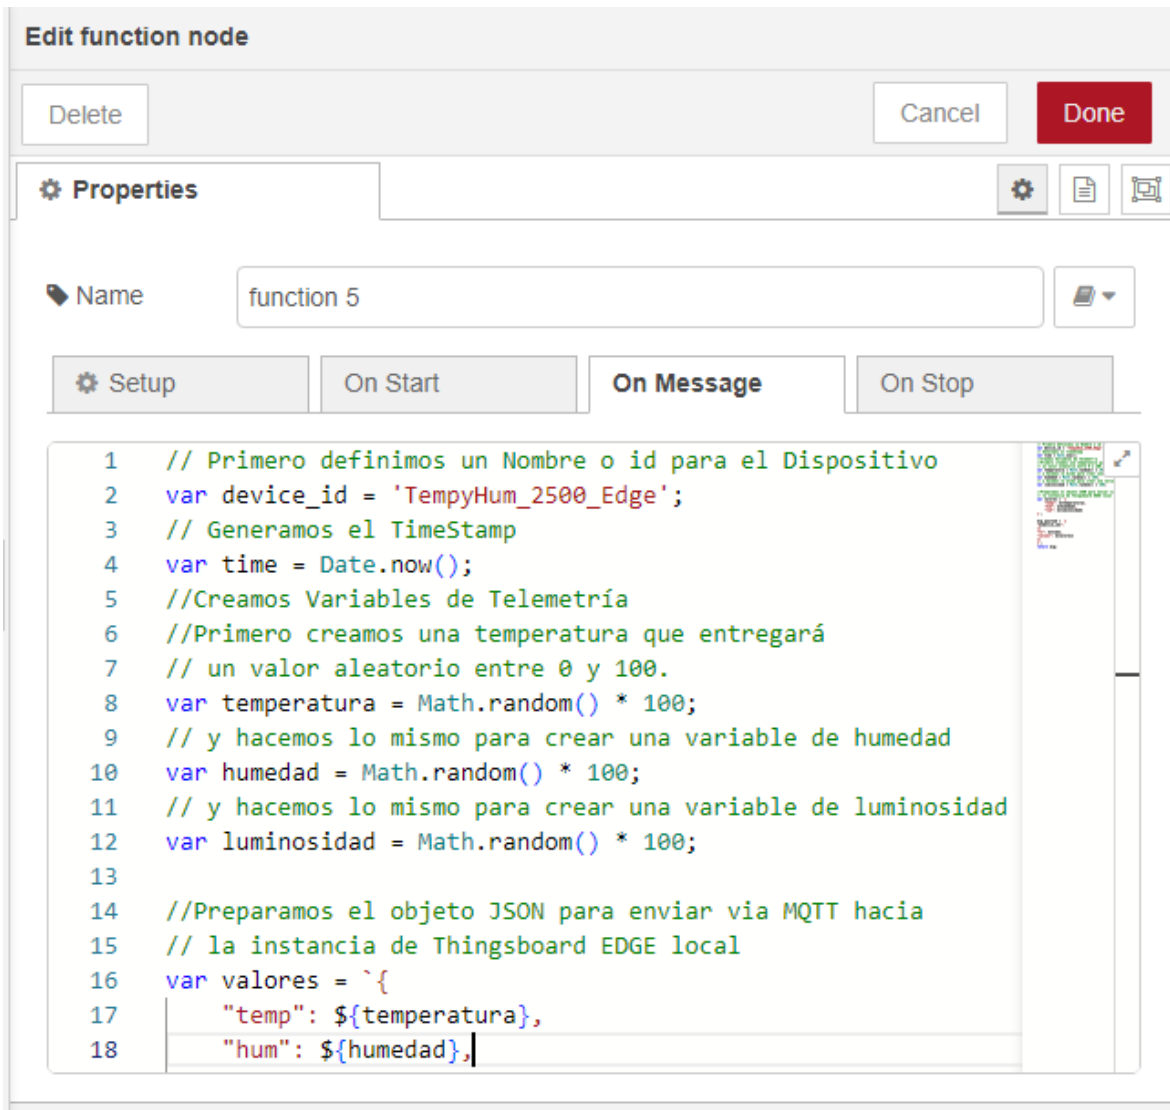 Edit function node
Delete
Cancel
Done
Properties
Name
function 5
Setup
On Start
On Message
On Stop
1 // Primero definimos un Nombre o id para el Dispositivo
2 var device_id = 'TempyHum_2500_Edge';
3 // Generamos el TimeStamp
4 var time = Date.now();
5 //Creamos Variables de Telemetría
6 //Primero creamos una temperatura que entregará
7 // un valor aleatorio entre 0 y 100.
8 var temperatura = Math.random() * 100;
9 // y hacemos lo mismo para crear una variable de humedad
10 var humedad = Math.random() * 100;
11 // y hacemos lo mismo para crear una variable de luminosidad
12 var luminosidad = Math.random() * 100;
13
14 //Preparamos el objeto JSON para enviar via MQTT hacia
15 // la instancia de Thingsboard EDGE local
16 var valores = `{
17 "temp": ${temperatura},
18 "hum": ${humedad},